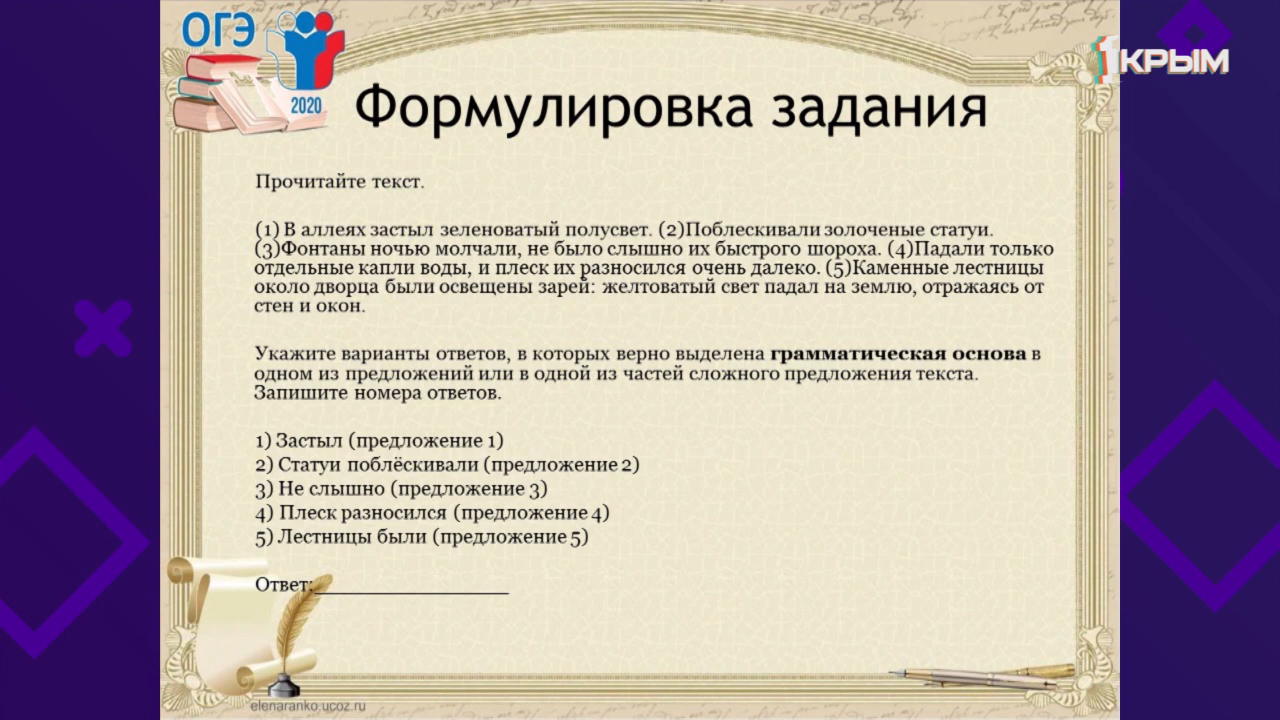 ОГЭ
2020
1 КРЫМ
Формулировка задания
Прочитайте текст.
(1) В аллеях застыл зеленоватый полусвет. (2)Поблескивали золоченые статуи.
(3)Фонтаны ночью молчали, не было слышно их быстрого шороха. (4)Падали только
отдельные капли воды, и плеск их разносился очень далеко. (5)Каменные лестницы
около дворца были освещены зарей: желтоватый свет падал на землю, отражаясь от
стен и окон.
Укажите варианты ответов, в которых верно выделена грамматическая основа в
одном из предложений или в одной из частей сложного предложения текста.
Запишите номера ответов.
1) Застыл (предложение 1)
2) Статуи поблёскивали (предложение 2)
3) Не слышно (предложение 3)
4) Плеск разносился (предложение 4)
5) Лестницы были (предложение 5)
Ответ:___________________
elenaranko.ucoz.ru